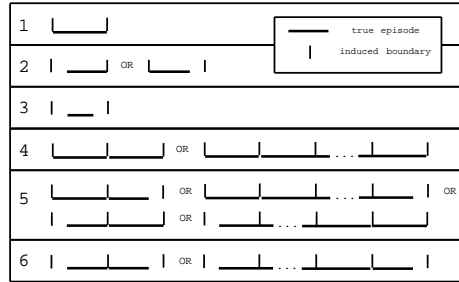 1
true episode
induced boundary
2 OR
3
4 OR ...
5 OR ... OR
OR ...
6 OR ...